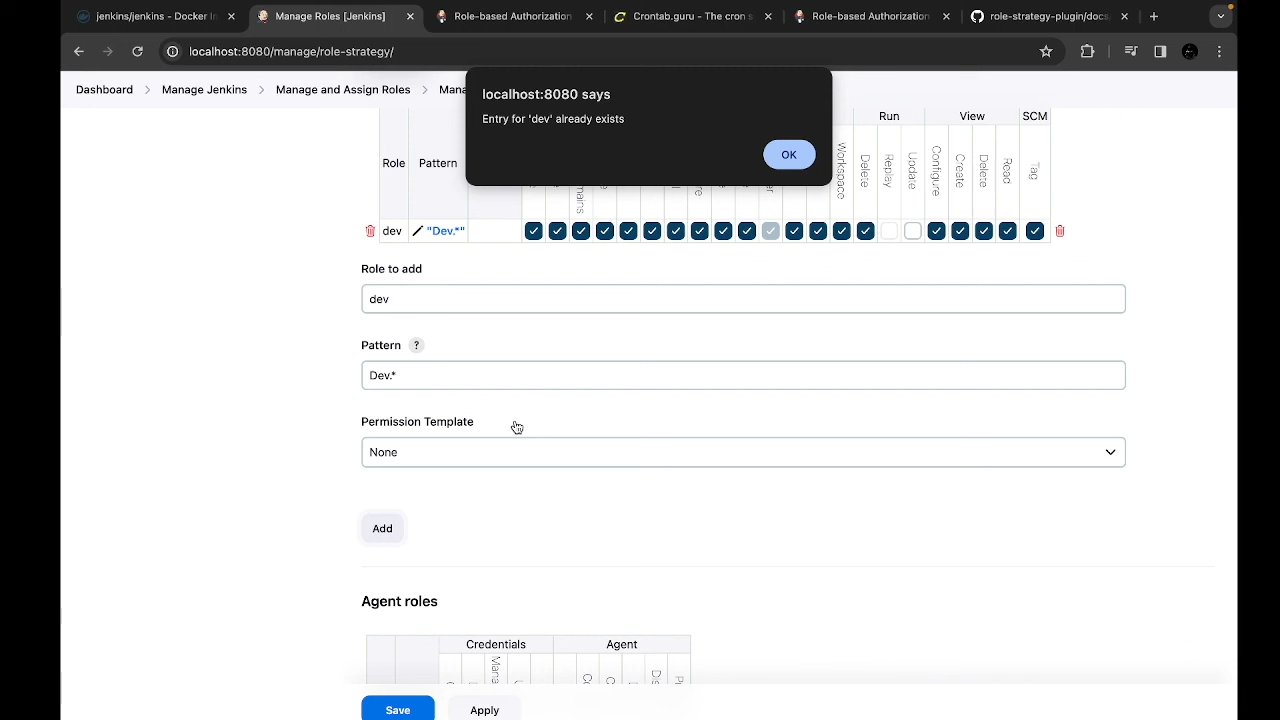 jenkins/jenkins - Docker I
Manage Roles [Jenkins]
Role-based Authorization
Crontab.guru - The cron s
Role-based Authorization
role-strategy-plugin/docs
localhost:8080/manage/role-strategy/
Dashboard
Manage Jenkins
Manage and Assign Roles
Mana
localhost:8080 says
Entry for 'dev' already exists
OK
Run
View
SCM
Role
Pattern
Workspace
Delete
Replay
Update
Configure
Create
Delete
Read
Tag
dev
"Dev.*"
Role to add
dev
Pattern ?
Dev.*
Permission Template
None
Add
Agent roles
Credentials
Agent
Save
Apply